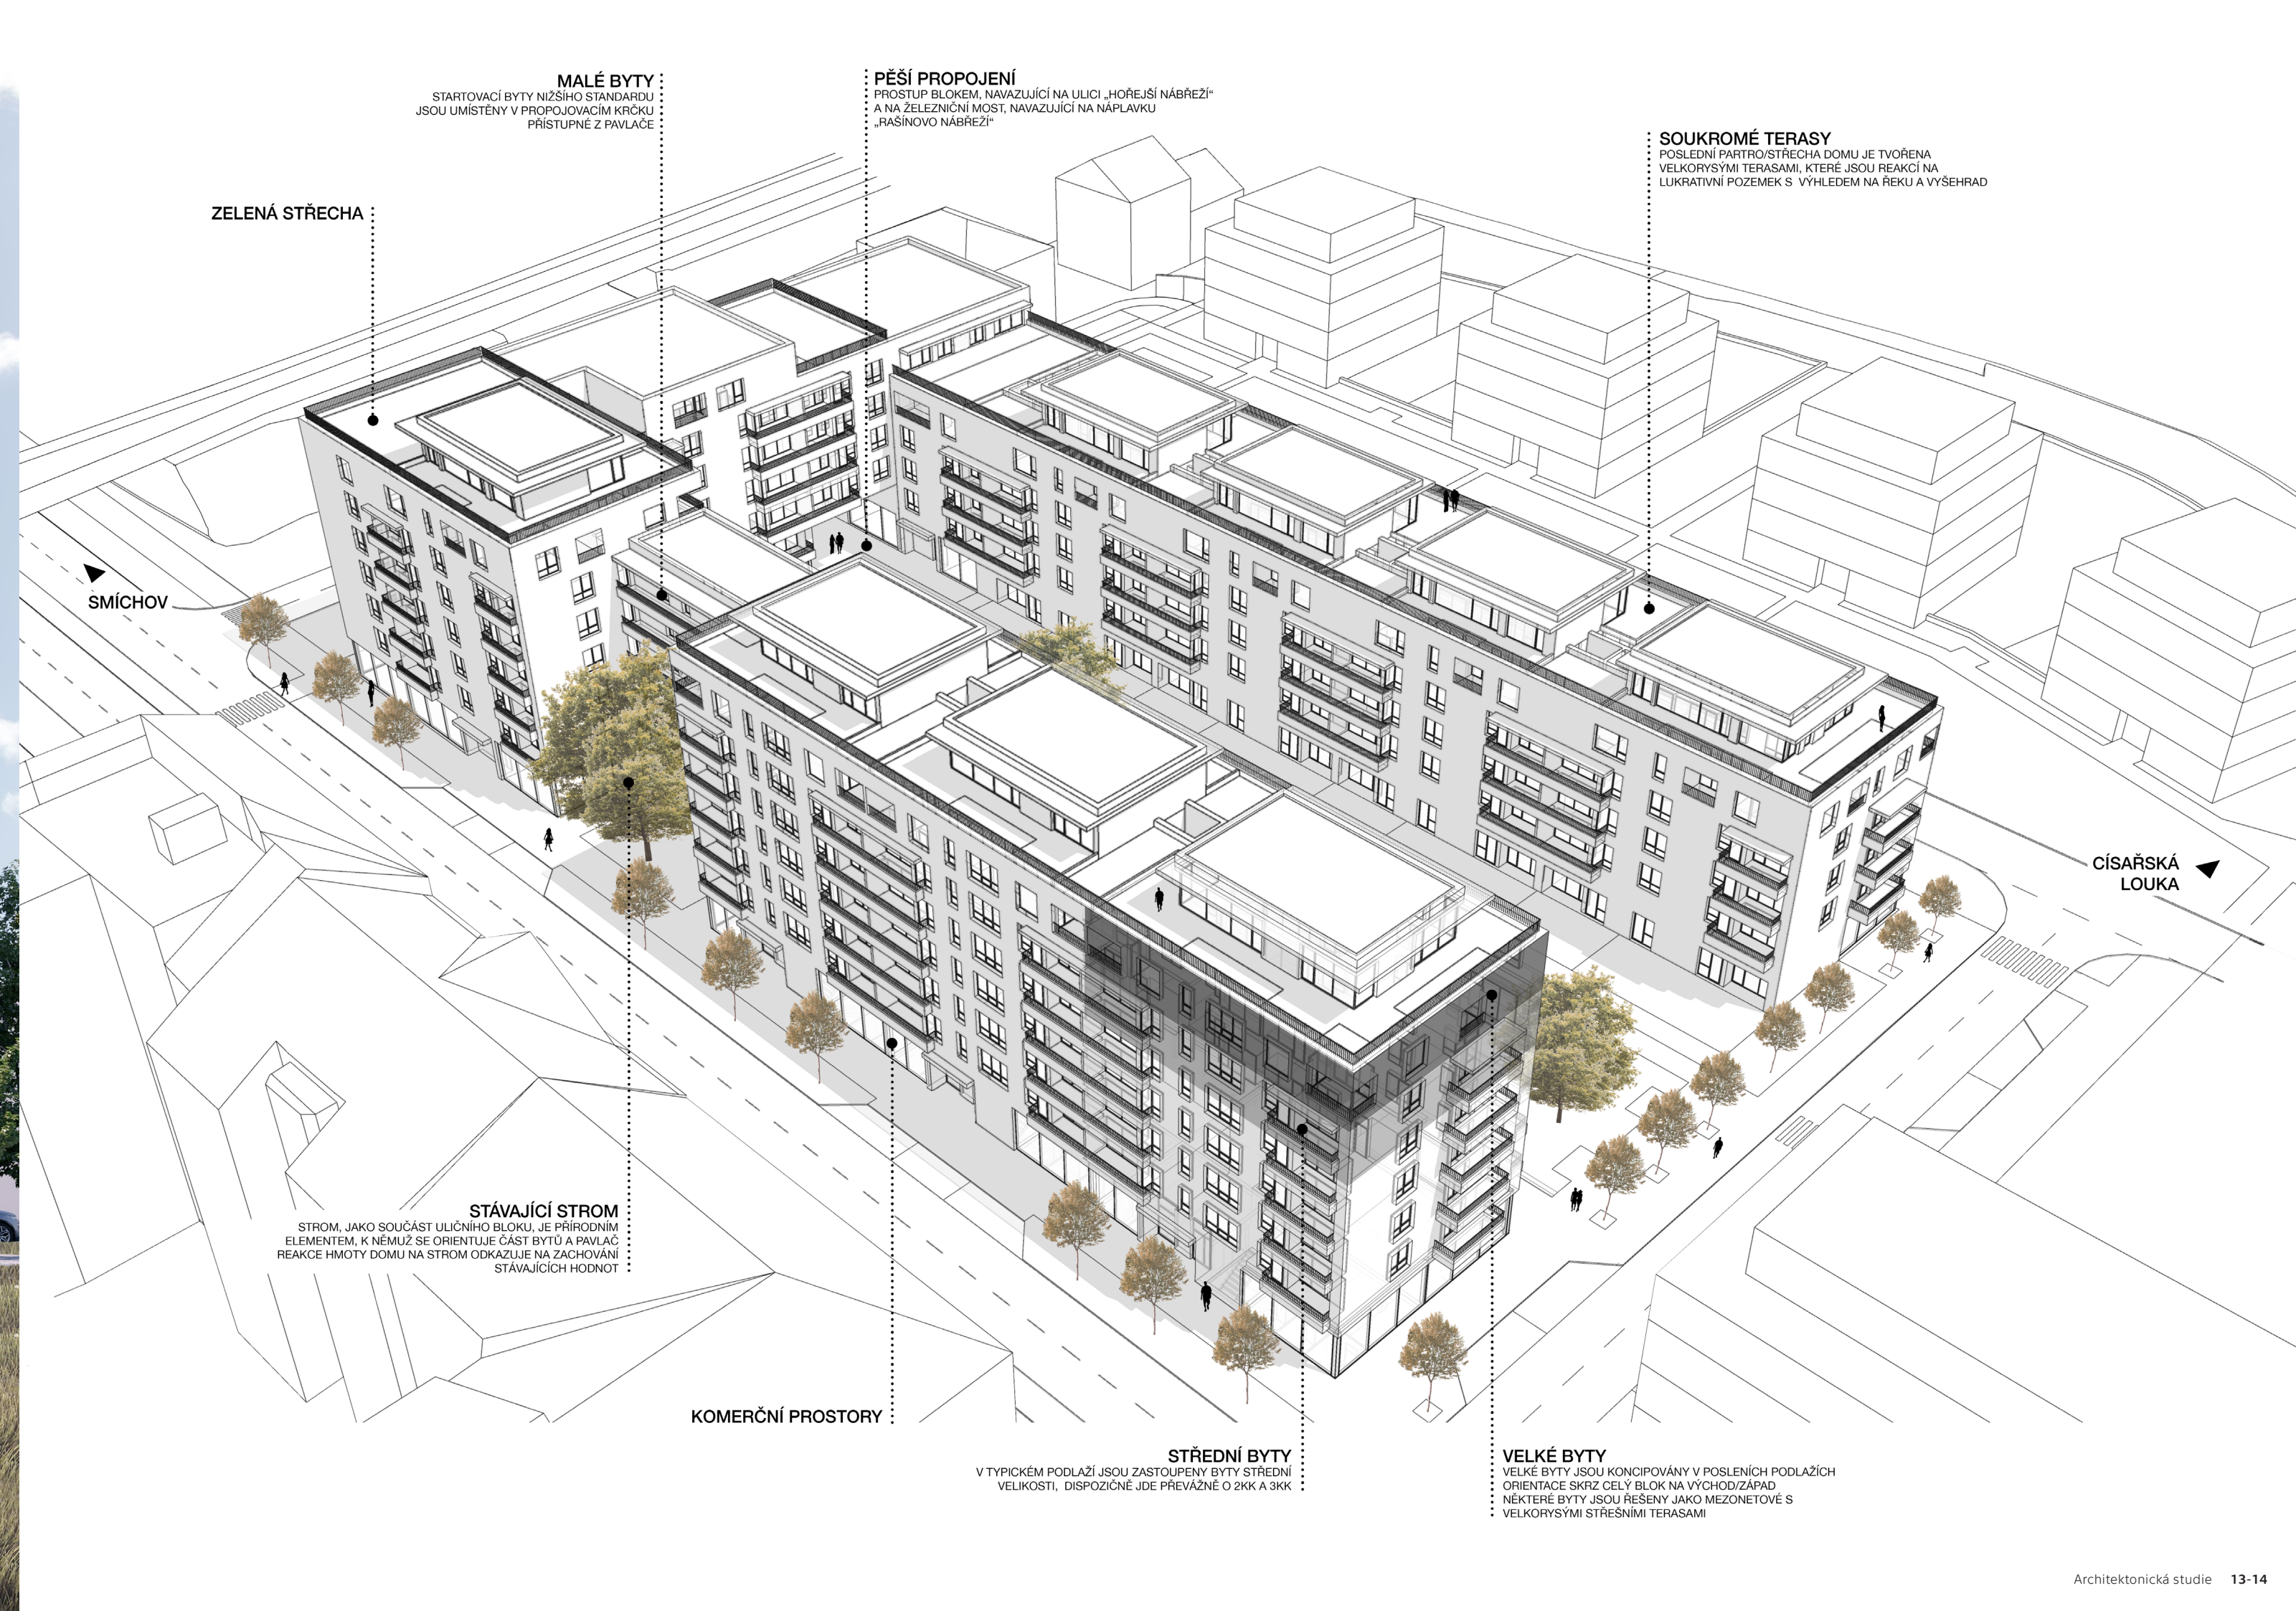 MALÉ BYTY
STARTOVACÍ BYTY NIŽŠÍHO STANDARDU
JSOU UMÍSTĚNY V PROPOJOVACÍM KRČKU
PŘÍSTUPNÉ Z PAVLAČE
PĚŠÍ PROPOJENÍ
PROSTUP BLOKEM, NAVAZUJÍCÍ NA ULICI „HOŘEJŠÍ NÁBŘEŽÍ“
A NA ŽELEZNIČNÍ MOST, NAVAZUJÍCÍ NA NÁPLAVKU
„RAŠÍNOVO NÁBŘEŽÍ“
SOUKROMÉ TERASY
POSLEDNÍ PARTRO/STŘECHA DOMU JE TVOŘENA
VELKORYSÝMI TERASAMI, KTERÉ JSOU REAKCÍ NA
LUKRATIVNÍ POZEMEK S VÝHLEDEM NA ŘEKU A VYŠEHRAD
ZELENÁ STŘECHA
SMÍCHOV
CÍSAŘSKÁ
LOUKA
STÁVAJÍCÍ STROM
STROM, JAKO SOUČÁST ULIČNÍHO BLOKU, JE PŘÍRODNÍM
ELEMENTEM, K NĚMUŽ SE ORIENTUJE ČÁST BYTŮ A PAVLAČ
REAKCE HMOTY DOMU NA STROM ODKAZUJE NA ZACHOVÁNÍ
STÁVAJÍCÍCH HODNOT
KOMERČNÍ PROSTORY
STŘEDNÍ BYTY
V TYPICKÉM PODLAŽÍ JSOU ZASTOUPENY BYTY STŘEDNÍ
VELIKOSTI, DISPOZIČNĚ JDE PŘEVÁŽNĚ O 2KK A 3KK
VELKÉ BYTY
VELKÉ BYTY JSOU KONCIPOVÁNY V POSLENÍCH PODLAŽÍCH
ORIENTACE SKRZ CELÝ BLOK NA VÝCHOD/ZÁPAD
NĚKTERÉ BYTY JSOU ŘEŠENY JAKO MEZONETOVÉ S
VELKORYSÝMI STŘEŠNÍMI TERASAMI
Architektonická studie 13-14